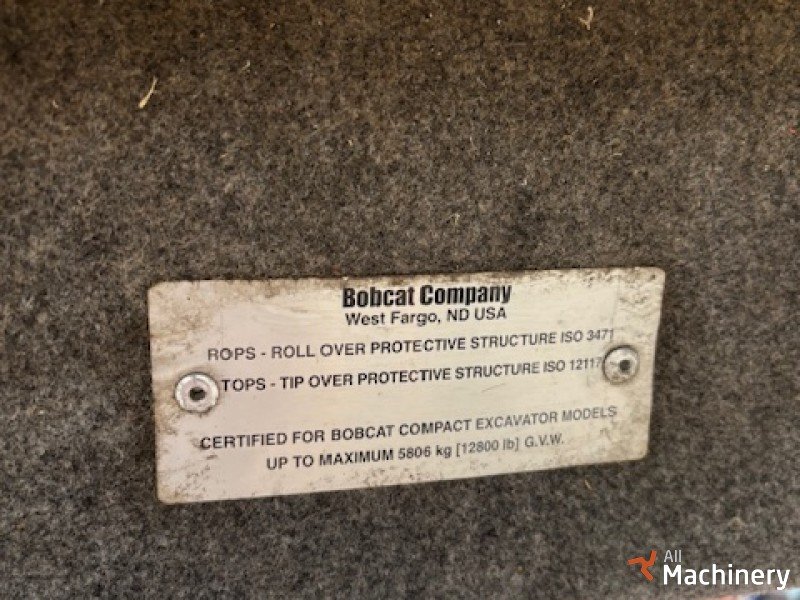 Bobcat Company
West Fargo, ND USA
ROPS - ROLL OVER PROTECTIVE STRUCTURE ISO 3471
TOPS - TIP OVER PROTECTIVE STRUCTURE ISO 12117
CERTIFIED FOR BOBCAT COMPACT EXCAVATOR MODELS
UP TO MAXIMUM 5806 kg [12800 lb] G.V.W.
All
Machinery